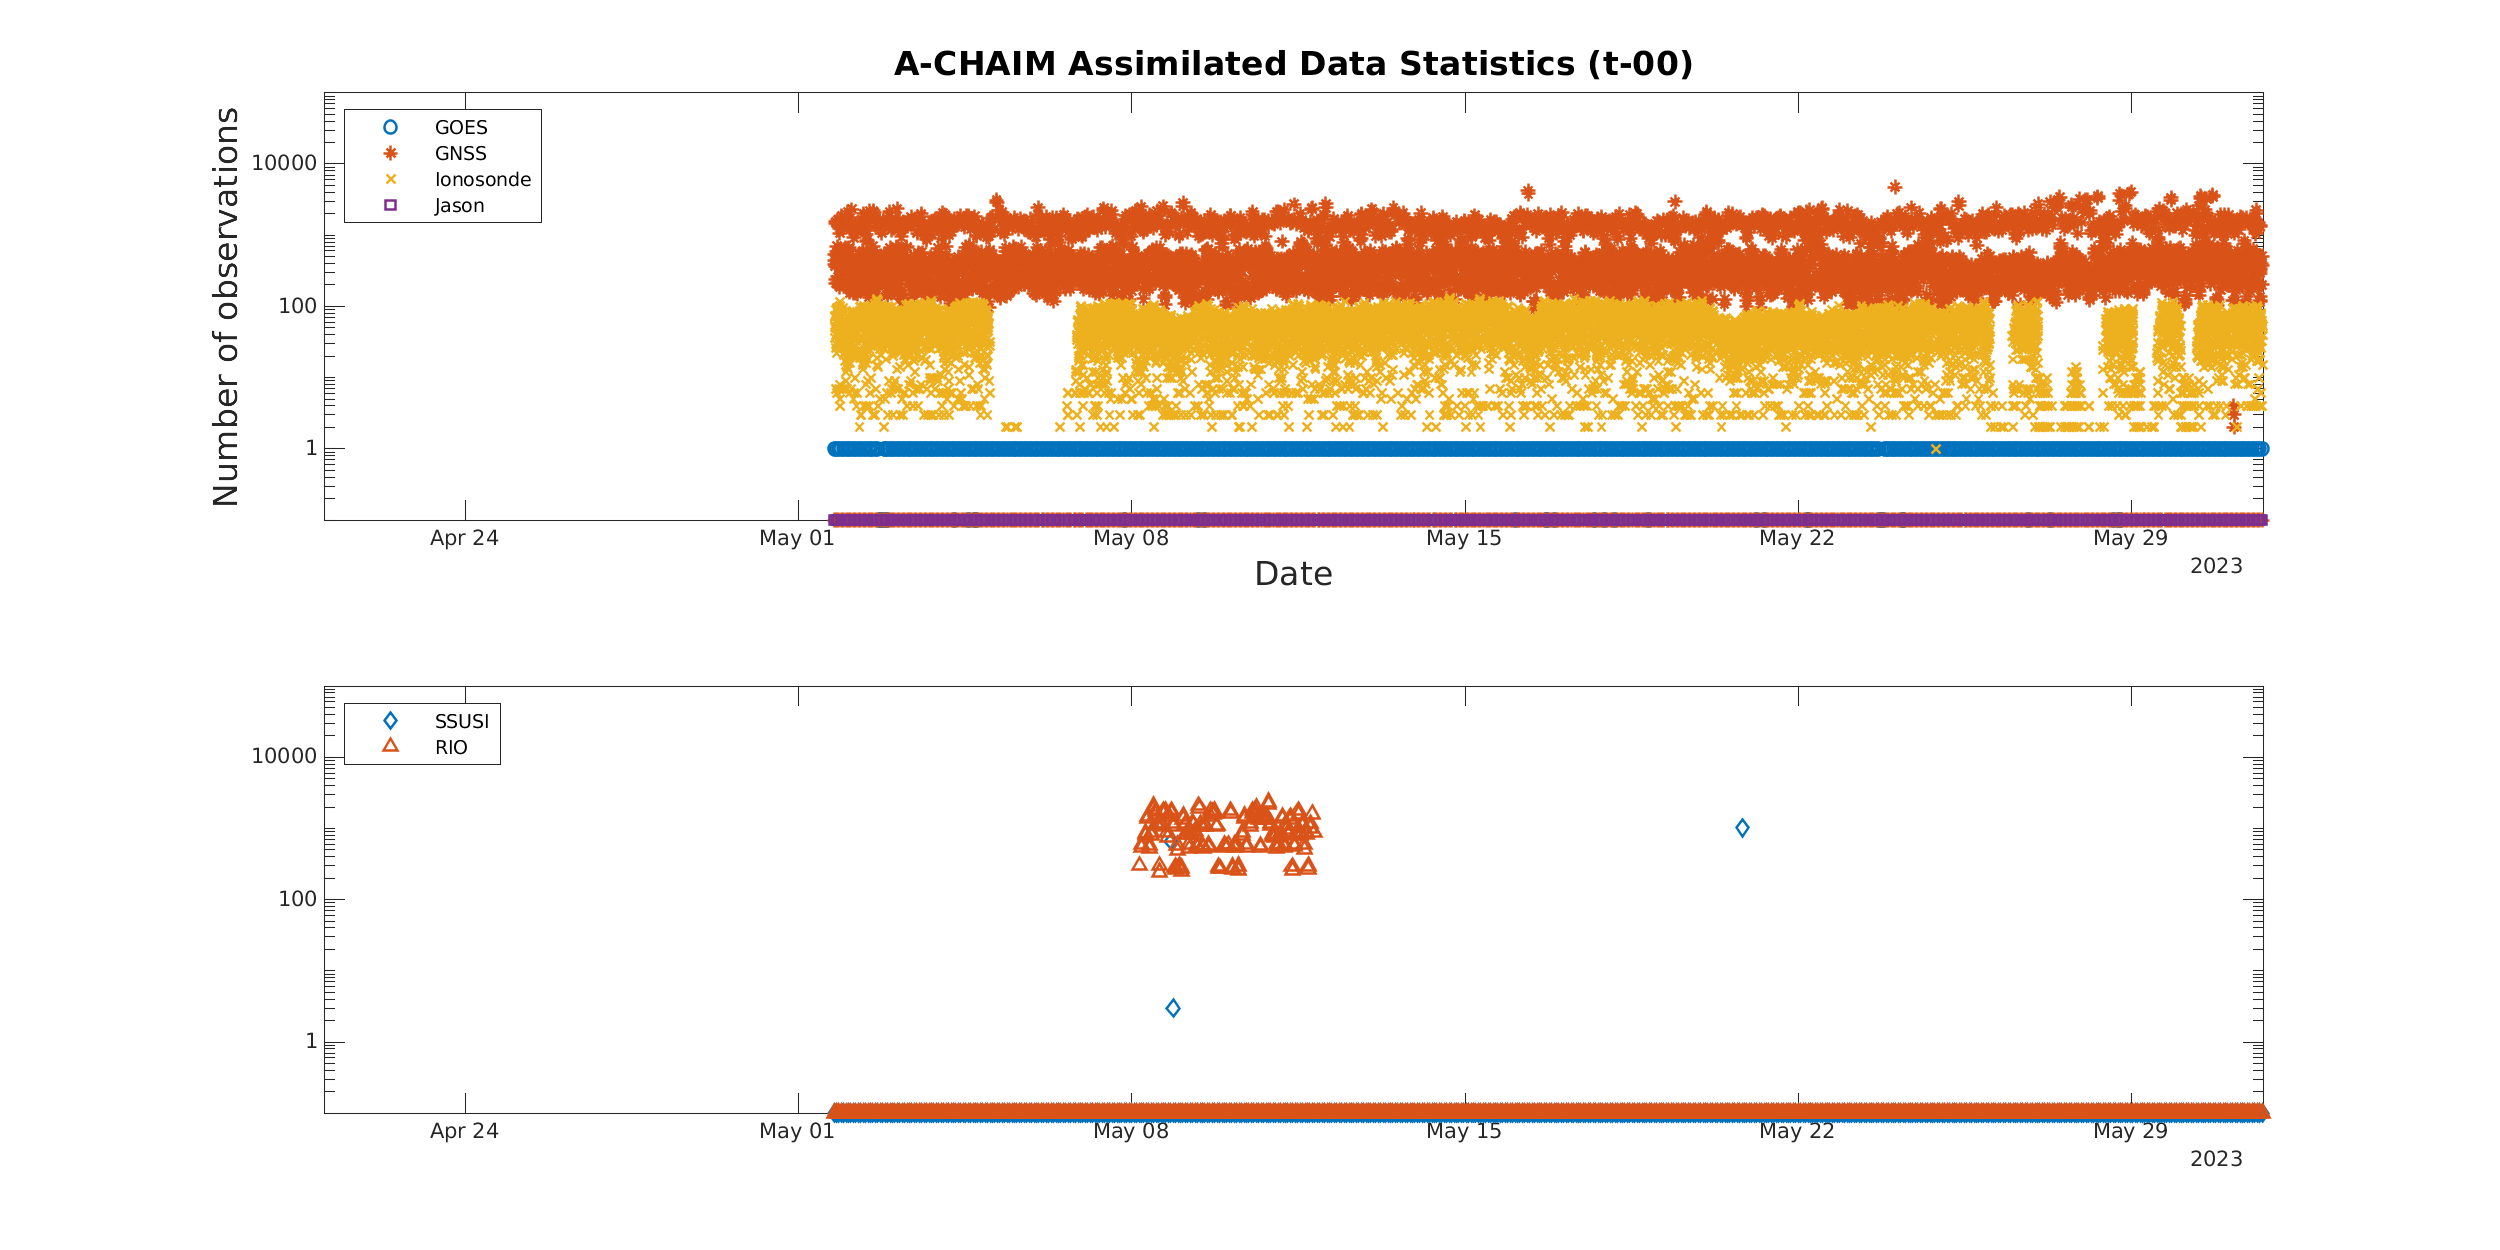 A-CHAIM Assimilated Data Statistics (t-00)
Number of observations
10000
100
1
GOES
GNSS
Ionosonde
Jason
Apr 24 May 01 May 08 May 15 May 22 May 29
2023
Date
10000
100
1
SSUSI
RIO
Apr 24 May 01 May 08 May 15 May 22 May 29
2023